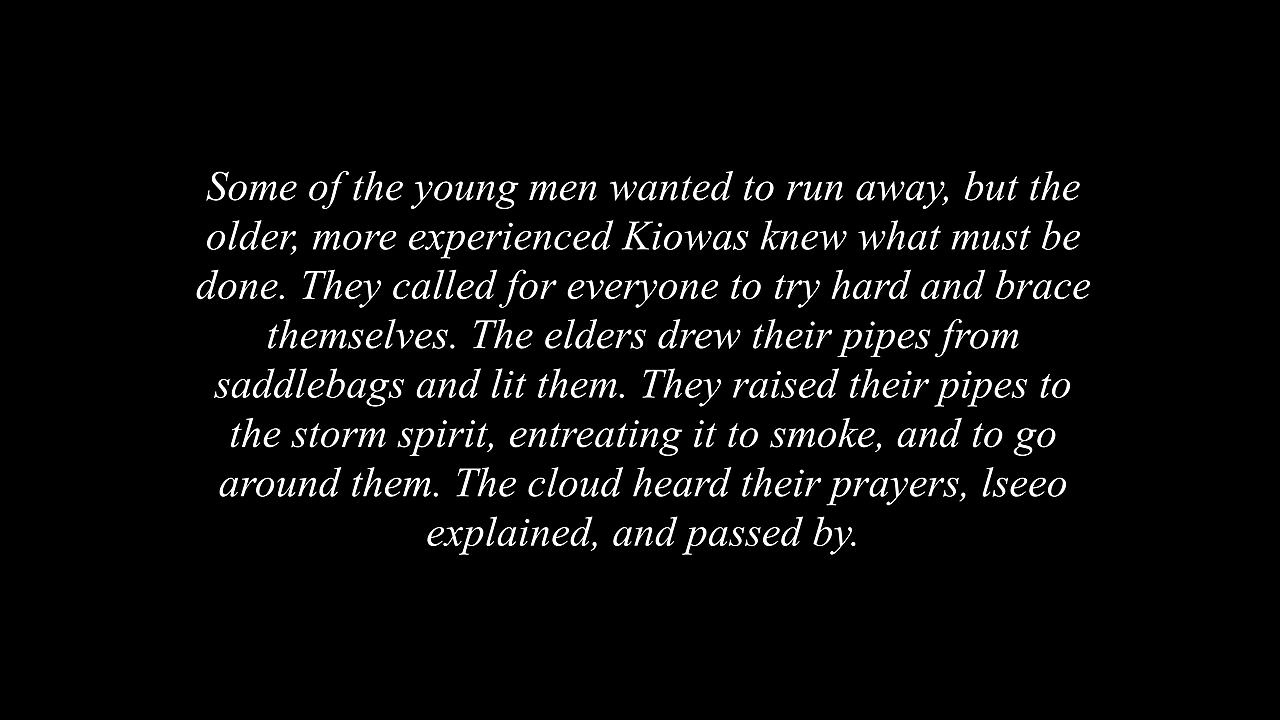 Some of the young men wanted to run away, but the
older, more experienced Kiowas knew what must be
done. They called for everyone to try hard and brace
themselves. The elders drew their pipes from
saddlebags and lit them. They raised their pipes to
the storm spirit, entreating it to smoke, and to go
around them. The cloud heard their prayers, lseeo
explained, and passed by.